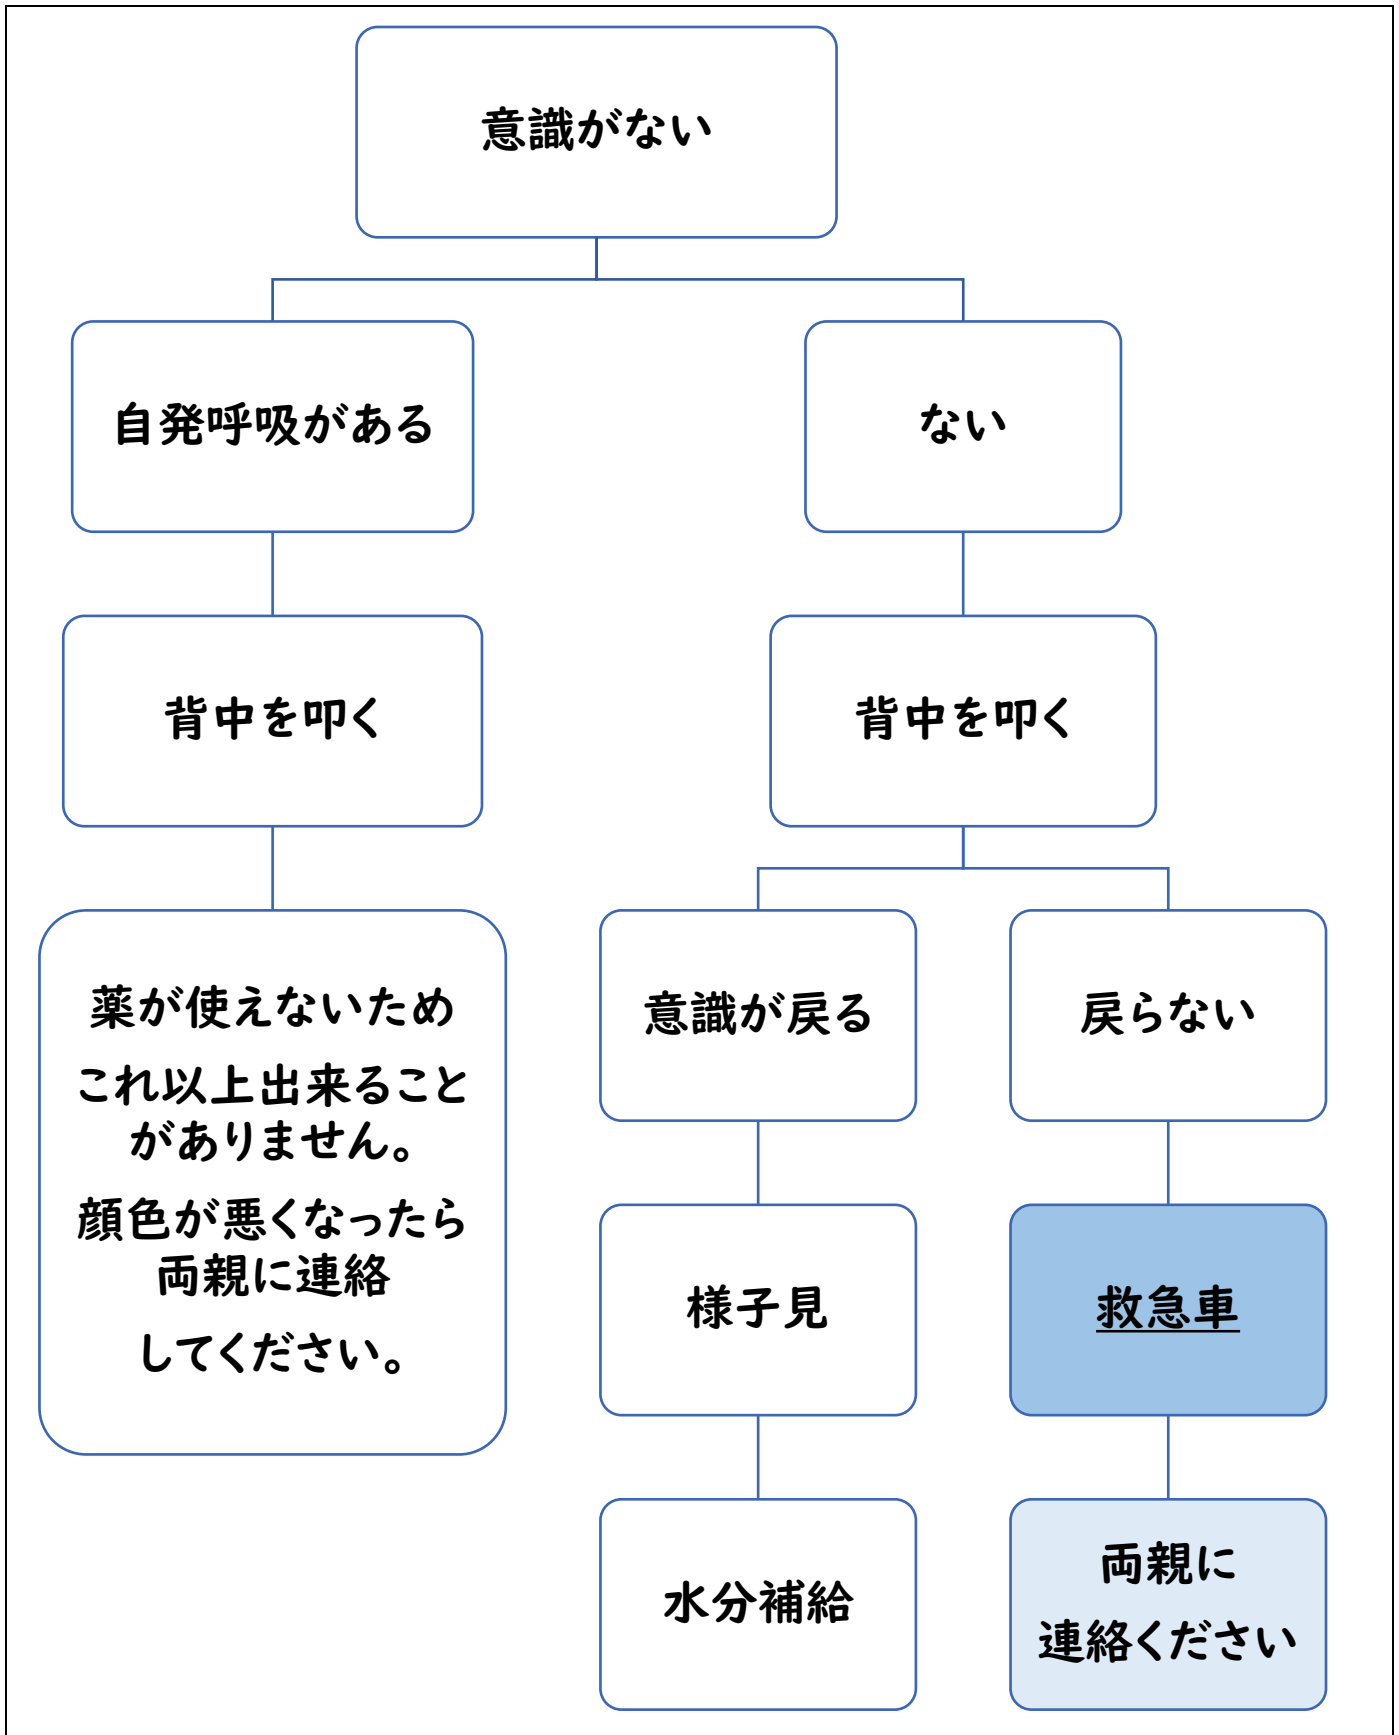 意識がない
自発呼吸がある
ない
背中を叩く
背中を叩く
薬が使えないため
これ以上出来ること
がありません。
顔色が悪くなったら
両親に連絡
してください。
意識が戻る
戻らない
様子見
救急車
水分補給
両親に
連絡ください